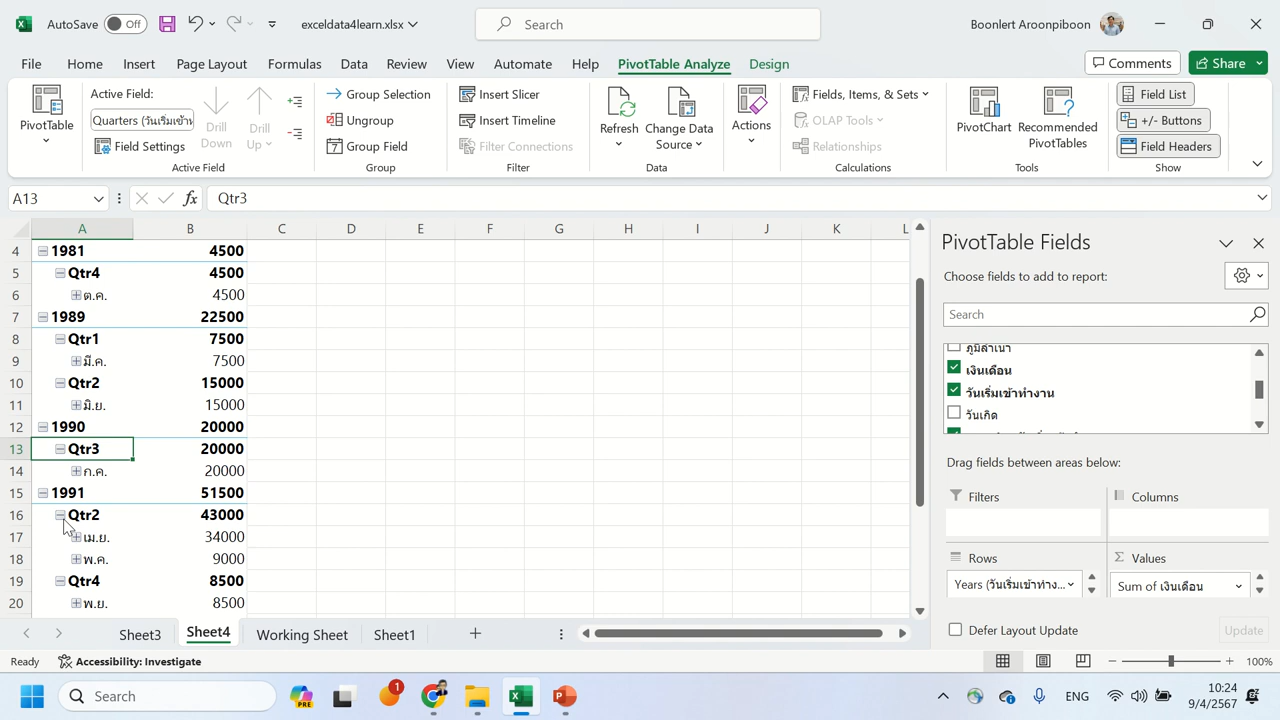 AutoSave Off exceldata4learn.xlsx Search Boonlert Aroonpiboon
File Home Insert Page Layout Formulas Data Review View Automate Help PivotTable Analyze Design Comments Share
PivotTable
Active Field:
Quarters (วันเริ่มเข้าท
Field Settings
Drill Down
Drill Up
Active Field
Group Selection
Ungroup
Group Field
Group
Insert Slicer
Insert Timeline
Filter Connections
Filter
Refresh
Change Data Source
Data
Actions
Fields, Items, & Sets
OLAP Tools
Relationships
Calculations
PivotChart
Recommended PivotTables
Tools
Field List
+/- Buttons
Field Headers
Show
A13 fx Qtr3
A B C D E F G H I J K L
4 1981 4500
5 Qtr4 4500
6 ต.ค. 4500
7 1989 22500
8 Qtr1 7500
9 มี.ค. 7500
10 Qtr2 15000
11 มิ.ย. 15000
12 1990 20000
13 Qtr3 20000
14 ก.ค. 20000
15 1991 51500
16 Qtr2 43000
17 เม.ย. 34000
18 พ.ค. 9000
19 Qtr4 8500
20 พ.ย. 8500
PivotTable Fields
Choose fields to add to report:
Search
ภูมิลำเนา
เงินเดือน
วันเริ่มเข้าทำงาน
วันเกิด
Drag fields between areas below:
Filters Columns
Rows Values
Years (วันเริ่มเข้าทำง... Sum of เงินเดือน
Defer Layout Update Update
Sheet3 Sheet4 Working Sheet Sheet1
Ready Accessibility: Investigate 100%
Search PRE 1 ENG 10:24
9/4/2567